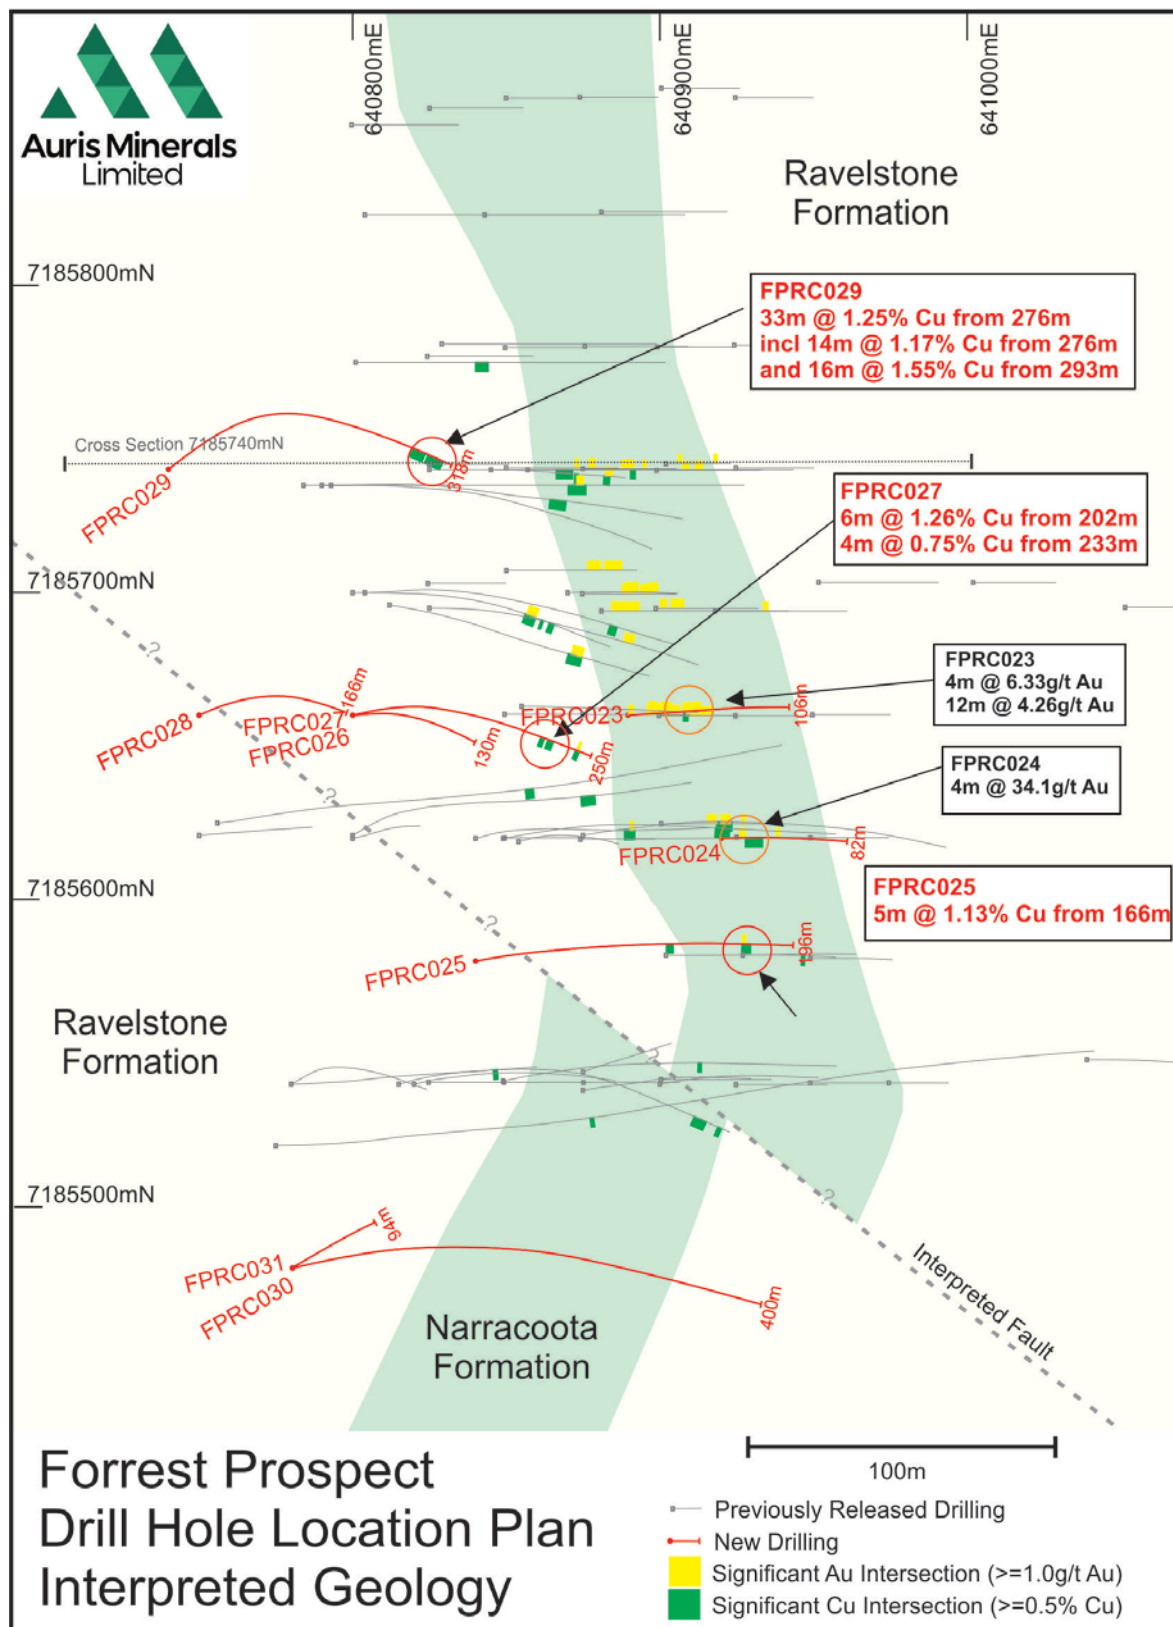 Auris Minerals
Limited
640800mE
640900mE
641000mE
Ravelstone
Formation
7185800mN
FPRC029
33m @ 1.25% Cu from 276m
incl 14m @ 1.17% Cu from 276m
and 16m @ 1.55% Cu from 293m
Cross Section 7185740mN
318m
FPRC029
FPRC027
6m @ 1.26% Cu from 202m
4m @ 0.75% Cu from 233m
7185700mN
?
FPRC023
4m @ 6.33g/t Au
12m @ 4.26g/t Au
166m
FPRC028
FPRC027
FPRC026
FPRC023
106m
130m
250m
FPRC024
4m @ 34.1g/t Au
?
FPRC024
82m
7185600mN
FPRC025
5m @ 1.13% Cu from 166m
?
FPRC025
196m
Ravelstone
Formation
?
7185500mN
?
94m
FPRC031
FPRC030
400m
Interpreted Fault
Narracoota
Formation
Forrest Prospect
Drill Hole Location Plan
Interpreted Geology
100m
Previously Released Drilling
New Drilling
Significant Au Intersection (>=1.0g/t Au)
Significant Cu Intersection (>=0.5% Cu)